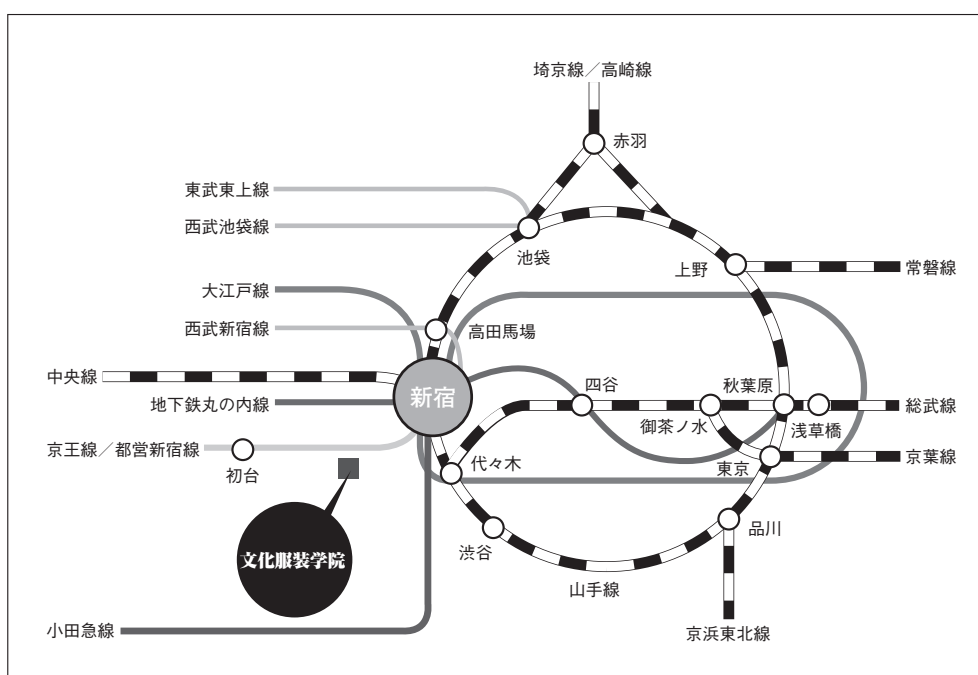 埼京線／高崎線
赤羽
東武東上線
西武池袋線
池袋
上野
常磐線
大江戸線
西武新宿線
高田馬場
中央線
新宿
四谷
秋葉原
地下鉄丸の内線
御茶ノ水
浅草橋
総武線
京王線／都営新宿線
初台
代々木
東京
京葉線
品川
渋谷
文化服装学院
山手線
小田急線
京浜東北線